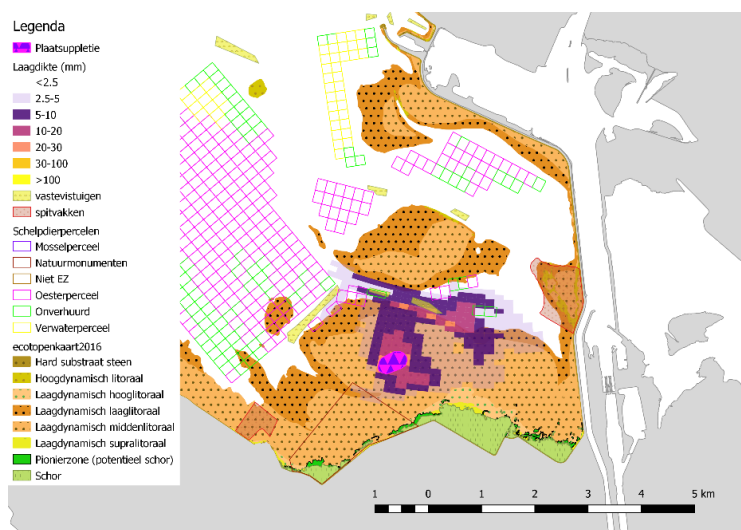 Legenda
Plaatsuppletie
Laagdikte (mm)
<2.5
2.5-5
5-10
10-20
20-30
30-100
>100
vastevistuigen
spitvakken
Schelpdierpercelen
Mosselperceel
Natuurmonumenten
Niet EZ
Oesterperceel
Onverhuurd
Verwaterperceel
ecotopenkaart2016
Hard substraat steen
Hoogdynamisch litoraal
Laagdynamisch hooglitoraal
Laagdynamisch laaglitoraal
Laagdynamisch middenlitoraal
Laagdynamisch supralitoraal
Pionierzone (potentieel schor)
Schor
1 0 1 2 3 4 5 km